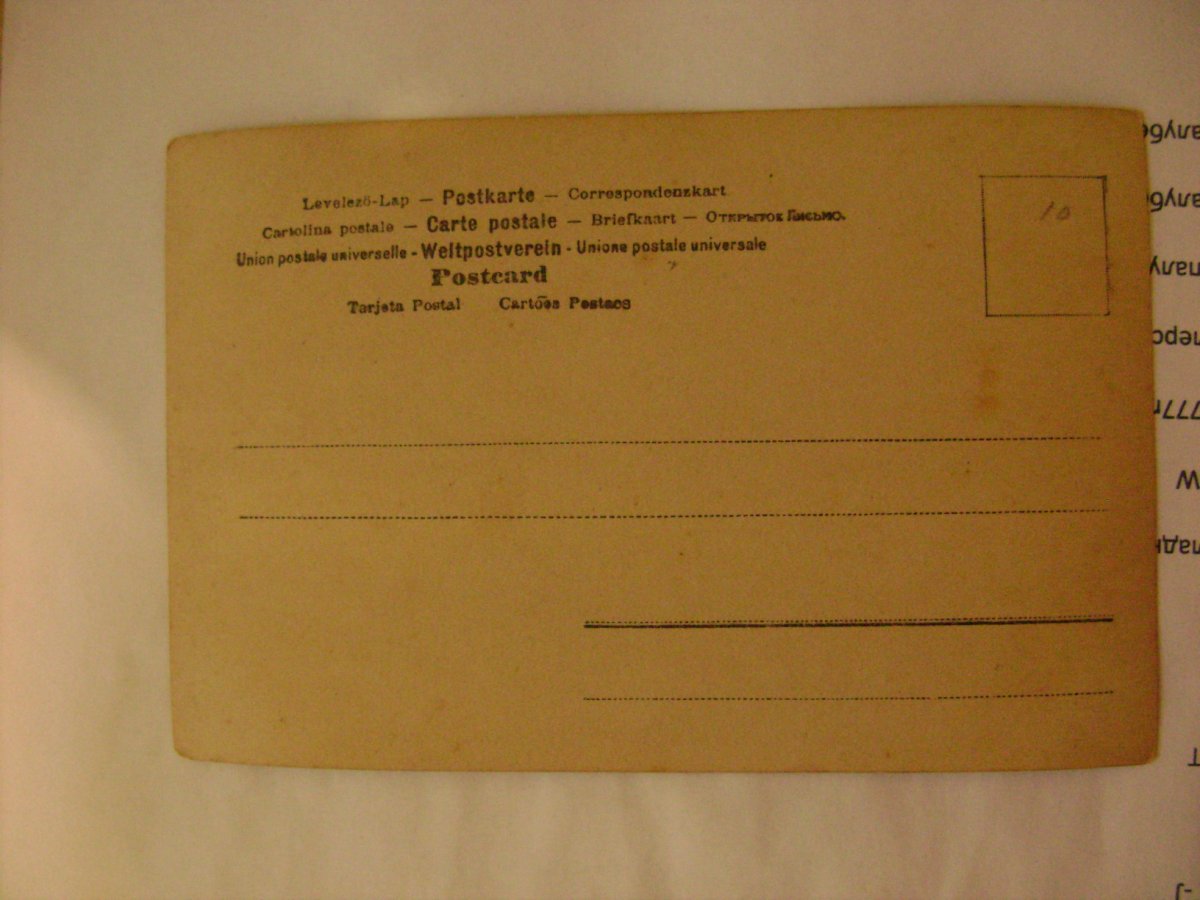 Levelező-Lap — Postkarte — Correspondenzkart
Cartolina postale — Carte postale — Briefkaart — Открыток Письмо.
Union postale universelle - Weltpostverein - Unione postale universale
Postcard
Tarjeta Postal Cartões Postaes
10